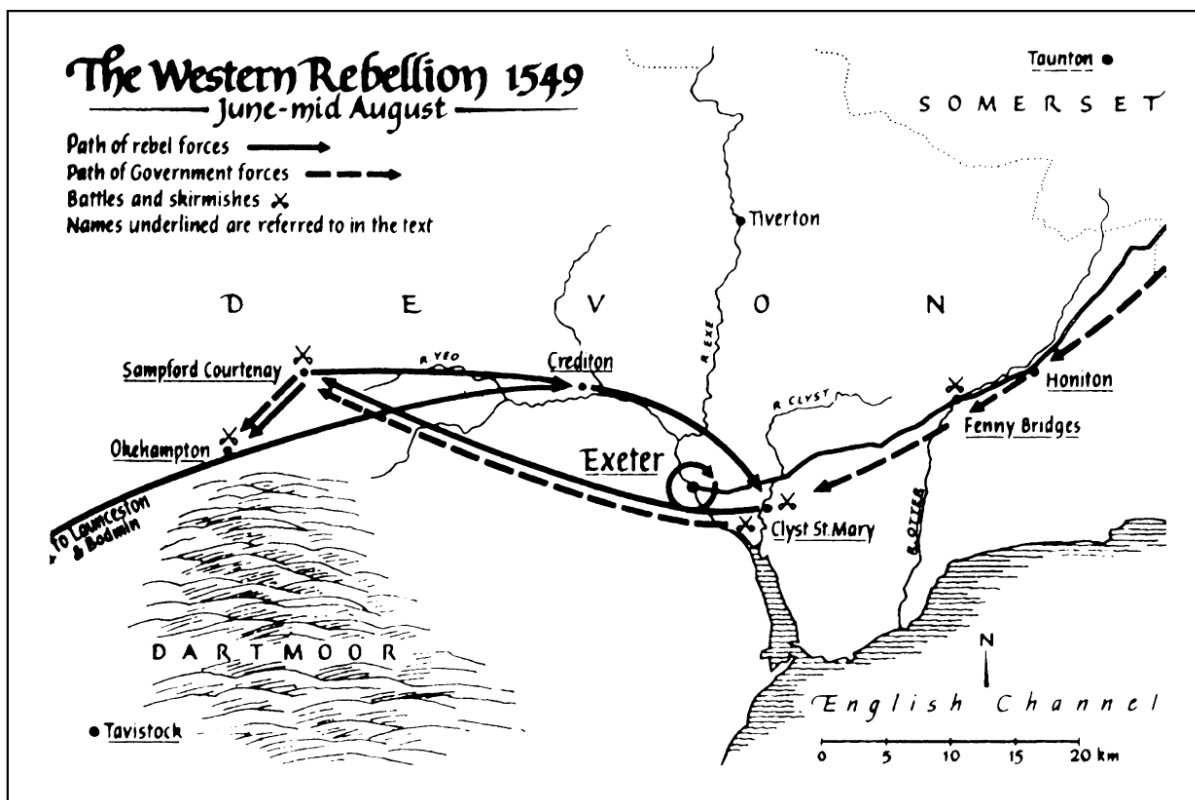 The Western Rebellion 1549
June-mid August
Path of rebel forces
Path of Government forces
Battles and skirmishes
Names underlined are referred to in the text
Taunton
SOMERSET
Tiverton
DEVON
R. EXE
Sampford Courtenay
R. YEO
Crediton
Honiton
R. CLYST
Fenny Bridges
Okehampton
Exeter
Clyst St. Mary
To Launceston
& Bodmin
R. OTTER
DARTMOOR
N
English Channel
Tavistock
0 5 10 15 20 km